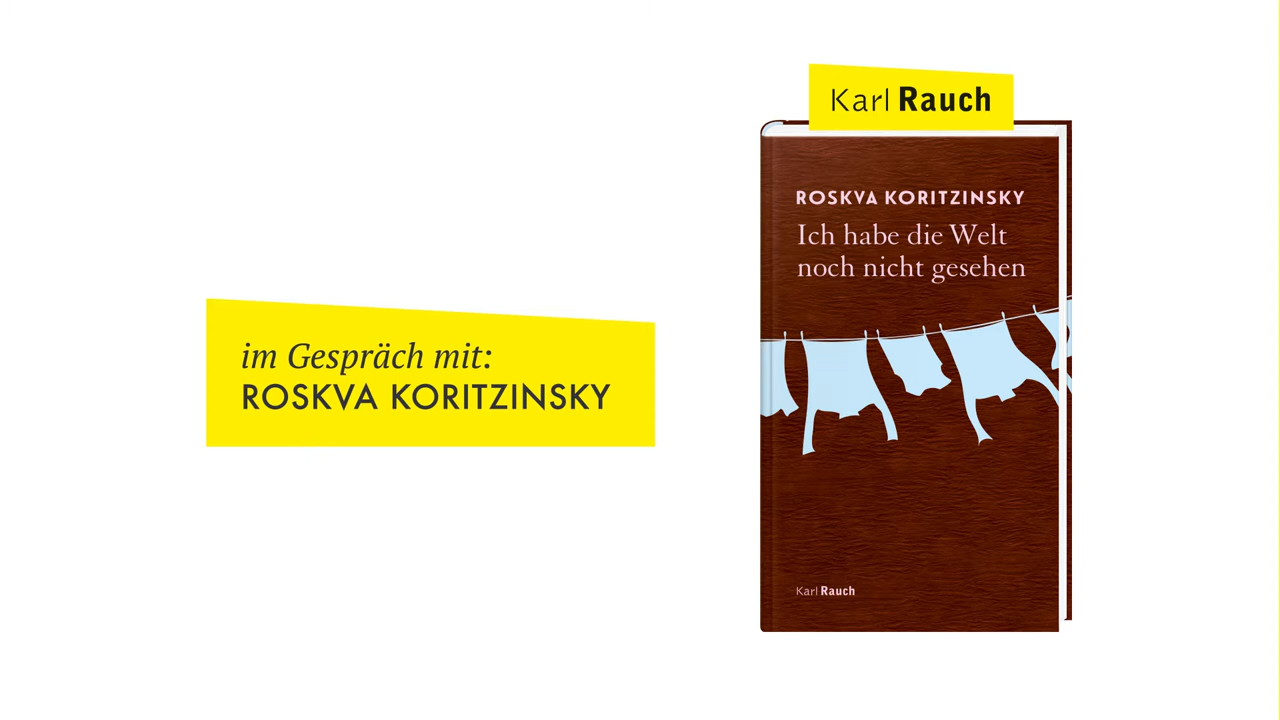 im Gespräch mit:
ROSKVA KORITZINSKY
Karl Rauch
ROSKVA KORITZINSKY
Ich habe die Welt
noch nicht gesehen
Karl Rauch